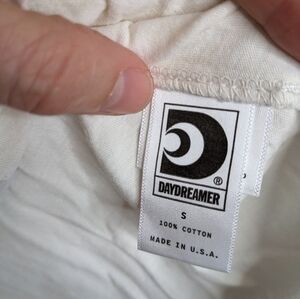 ®
DAYDREAMER
S
100% COTTON
MADE IN U.S.A.